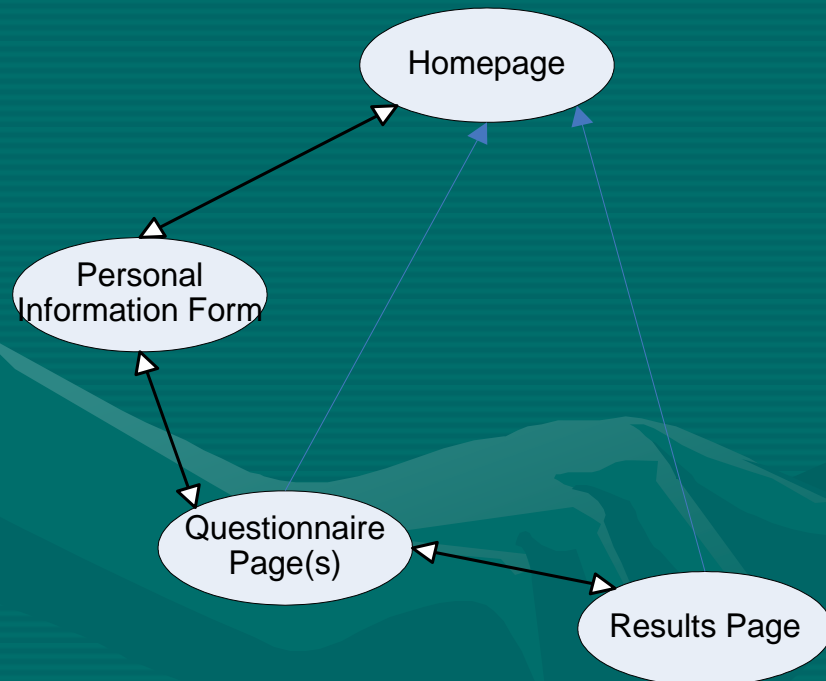 Homepage
Personal
Information Form
Questionnaire
Page(s)
Results Page